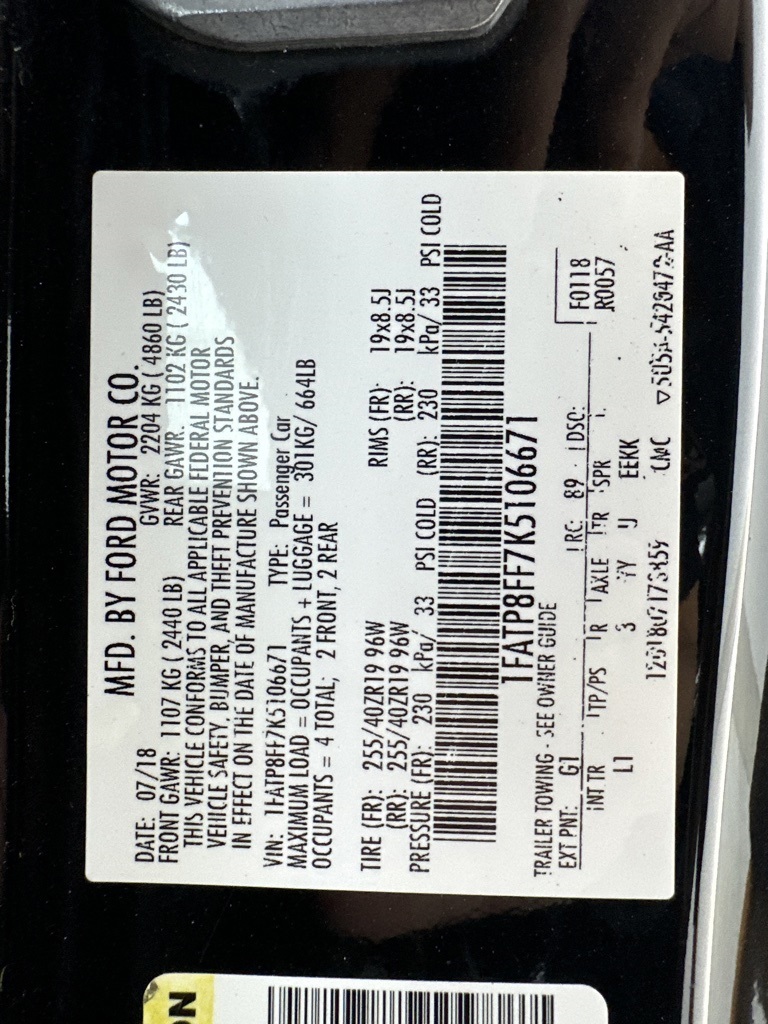 MFD. BY FORD MOTOR CO.
DATE: 07/18 GVWR: 2204 KG ( 4860 LB)
FRONT GAWR: 1107 KG ( 2440 LB) REAR GAWR: 1102 KG ( 2430 LB)
THIS VEHICLE CONFORMS TO ALL APPLICABLE FEDERAL MOTOR
VEHICLE SAFETY, BUMPER, AND THEFT PREVENTION STANDARDS
IN EFFECT ON THE DATE OF MANUFACTURE SHOWN ABOVE.
VIN: 1FATP8FF7K5106671 TYPE: Passenger Car
MAXIMUM LOAD = OCCUPANTS + LUGGAGE = 301KG/ 664LB
OCCUPANTS = 4 TOTAL; 2 FRONT, 2 REAR
TIRE (FR): 255/40ZR19 96W RIMS (FR): 19x8.5J
(RR): 255/40ZR19 96W (RR): 19x8.5J
PRESSURE (FR): 230 kPa/ 33 PSI COLD (RR): 230 kPa/ 33 PSI COLD
1FATP8FF7K5106671
TRAILER TOWING - SEE OWNER GUIDE
EXT PNT: G1 RC: 89 DSO: F0118
INT TR TP/PS R AXLE TR SPR R0057
L1 3 YY U EEKK